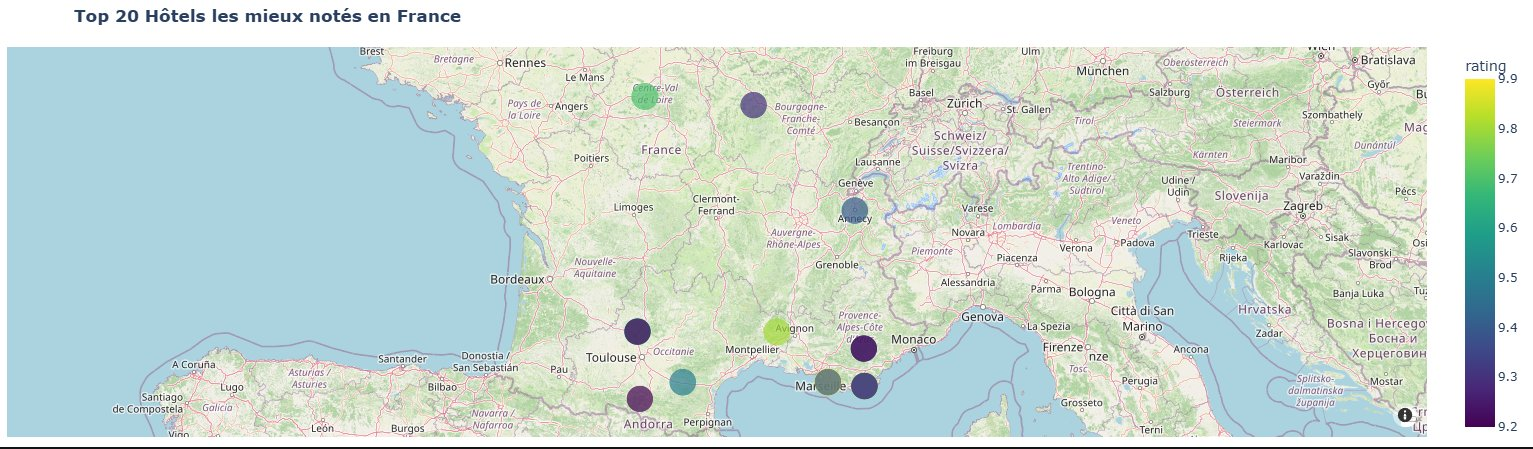 Top 20 Hôtels les mieux notés en France
rating
9.9
9.8
9.7
9.6
9.5
9.4
9.3
9.2
Brest
Bretagne
Rennes
Le Mans
Centre-Val
de Loire
Pays de
la Loire
Angers
Bourgogne-
Franche-
Comté
Besançon
Freiburg
im Breisgau
Ulm
München
Oberösterreich
Wien
Bratislava
Basel
Zürich
St. Gallen
Salzburg
Österreich
Győr
Szombathely
Steiermark
Tirol
Schweiz/
Suisse/Svizzera/
Svizra
Lausanne
France
Poitiers
Genève
Annecy
Trentino-
Alto Adige/
Südtirol
Kärnten
Maribor
Dunántúl
Varaždin
Udine /
Udin
Slovenija
Pécs
Limoges
Clermont-
Ferrand
Varese
Lombardia
Veneto
Zagreb
Auvergne-
Rhône-Alpes
Novara
Verona
Padova
Trieste
Karlovac
Sisak
Slavonski
Brod
Rijeka
Piemonte
Piacenza
Grenoble
Nouvelle-
Aquitaine
Bordeaux
Alessandria
Parma
Bologna
Banja Luka
Hrvatska
Genova
Città di San
Marino
Bosna i Hercegov
Босна и
Херцеговин
Zadar
La Spezia
Provence-
Alpes-Côte
Avignon
Monaco
Montpellier
Occitanie
Toulouse
Firenze
nze
Ancona
A Coruña
Santander
Donostia /
San Sebastián
Pau
Asturias /
Asturies
Lugo
Bilbao
Marseille
Tosc
Perugia
Splitsko-
dalmatinska
županija
Mostar
Santiago
de Compostela
Galicia
Navarra /
Nafarroa
Grosseto
León
Burgos
Andorra
Perpignan
Terni
Vigo